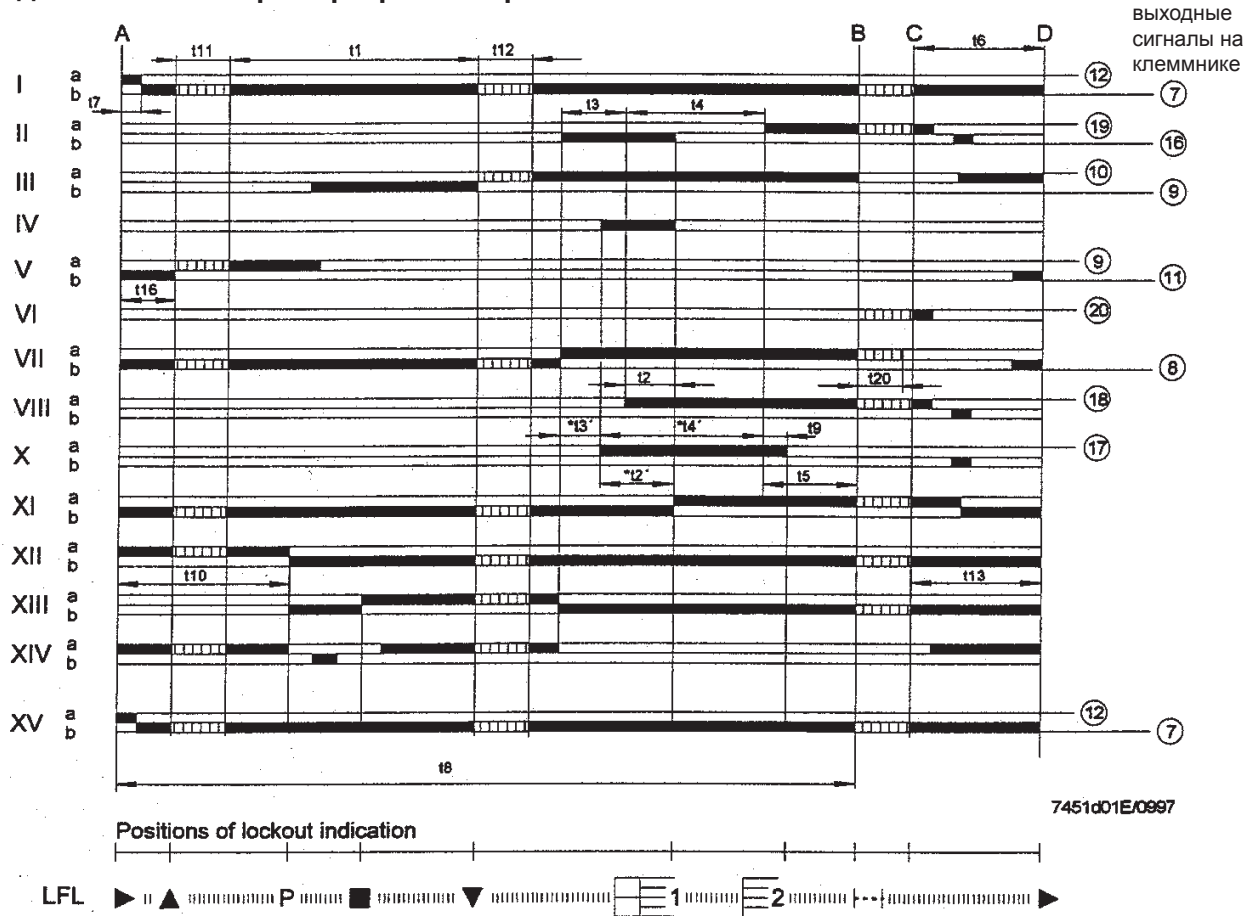 выходные
сигналы на
клеммнике
A B C D
t11 t1 t12 t6
I a b 12 7
t7 t3 t4
II a b 19 16
III a b 10 9
IV
V a b 9 11
t16
VI 20
VII a b 8
t2 t20
VIII a b 18
*t3´ *t4´ t9
X a b 17
*t2´ t5
XI a b
XII a b
t10 t13
XIII a b
XIV a b
XV a b 12 7
t8
7451d01E/0997
Positions of lockout indication
LFL P 1 2